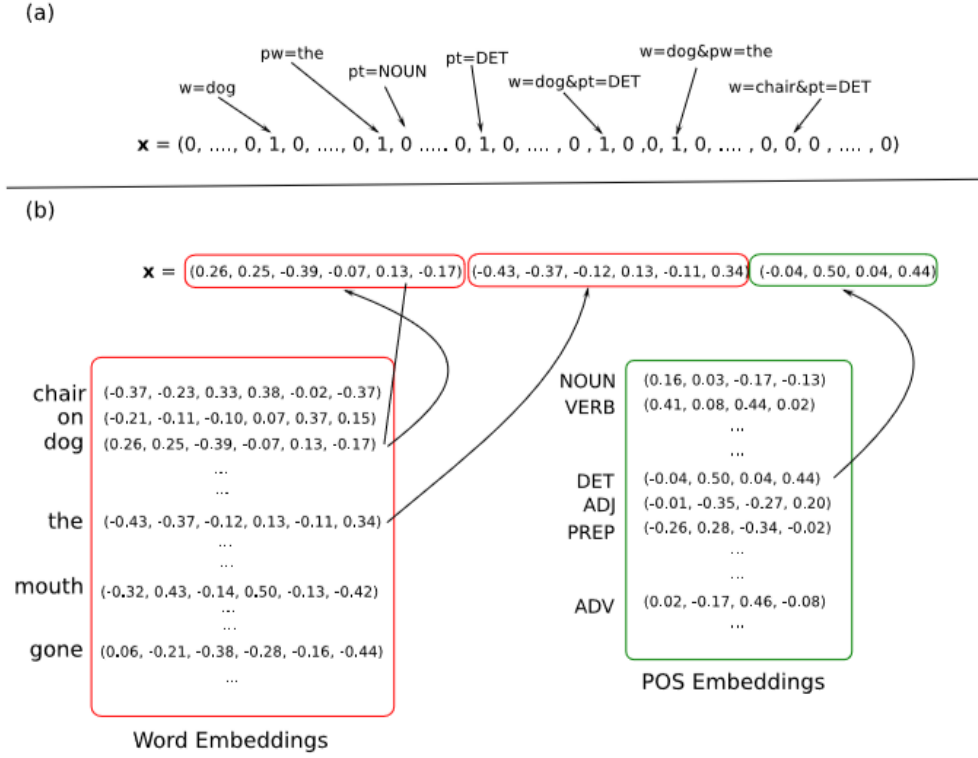 (a)
w=dog
pw=the
pt=NOUN
pt=DET
w=dog&pt=DET
w=dog&pw=the
w=chair&pt=DET
x = (0, ...., 0, 1, 0, ...., 0, 1, 0 ..... 0, 1, 0, .... , 0 , 1, 0 ,0, 1, 0, .... , 0, 0, 0 , .... , 0)
(b)
x = (0.26, 0.25, -0.39, -0.07, 0.13, -0.17) (-0.43, -0.37, -0.12, 0.13, -0.11, 0.34) (-0.04, 0.50, 0.04, 0.44)
chair (-0.37, -0.23, 0.33, 0.38, -0.02, -0.37)
on (-0.21, -0.11, -0.10, 0.07, 0.37, 0.15)
dog (0.26, 0.25, -0.39, -0.07, 0.13, -0.17)
...
...
the (-0.43, -0.37, -0.12, 0.13, -0.11, 0.34)
...
...
mouth (-0.32, 0.43, -0.14, 0.50, -0.13, -0.42)
...
...
gone (0.06, -0.21, -0.38, -0.28, -0.16, -0.44)
...
Word Embeddings
NOUN (0.16, 0.03, -0.17, -0.13)
VERB (0.41, 0.08, 0.44, 0.02)
...
...
DET (-0.04, 0.50, 0.04, 0.44)
ADJ (-0.01, -0.35, -0.27, 0.20)
PREP (-0.26, 0.28, -0.34, -0.02)
...
...
ADV (0.02, -0.17, 0.46, -0.08)
...
POS Embeddings